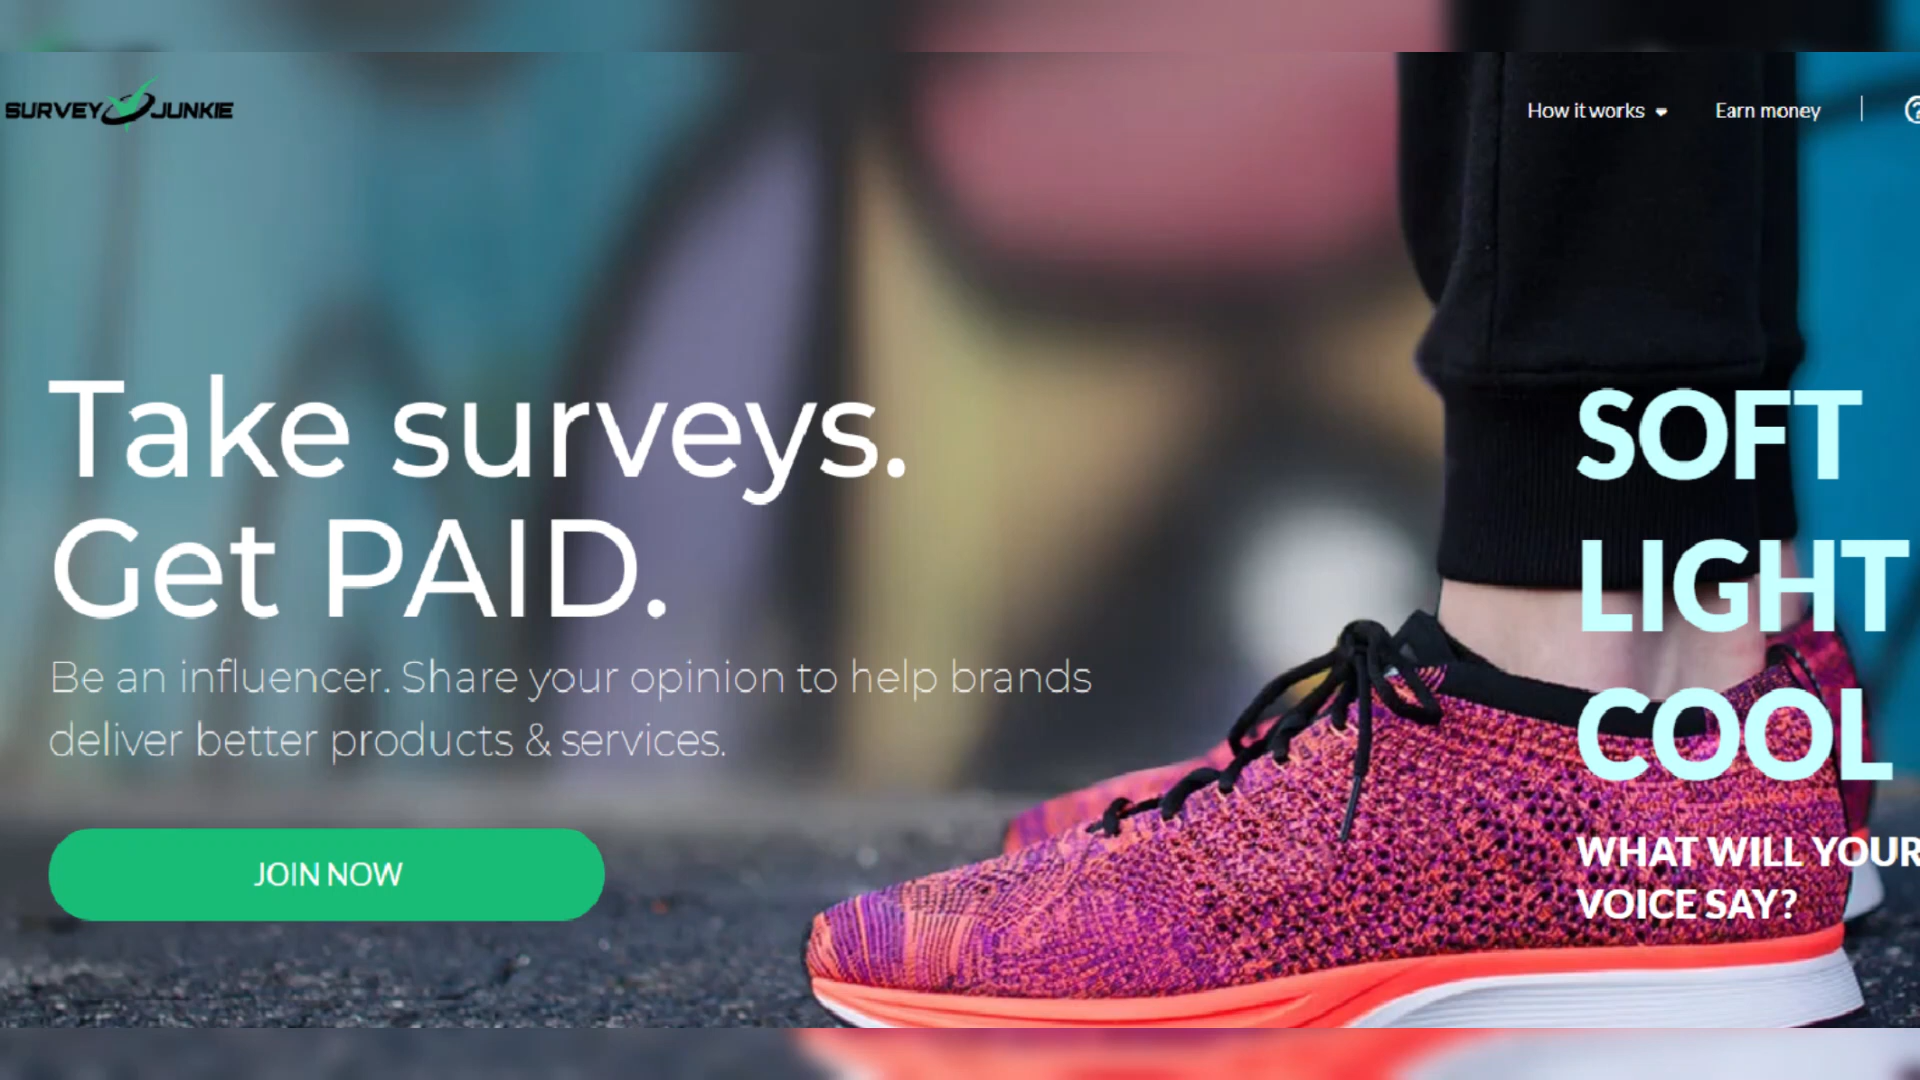 SURVEY JUNKIE
How it works
Earn money
Take surveys.
Get PAID.
Be an influencer. Share your opinion to help brands
deliver better products & services.
JOIN NOW
SOFT
LIGHT
COOL
WHAT WILL YOUR
VOICE SAY?